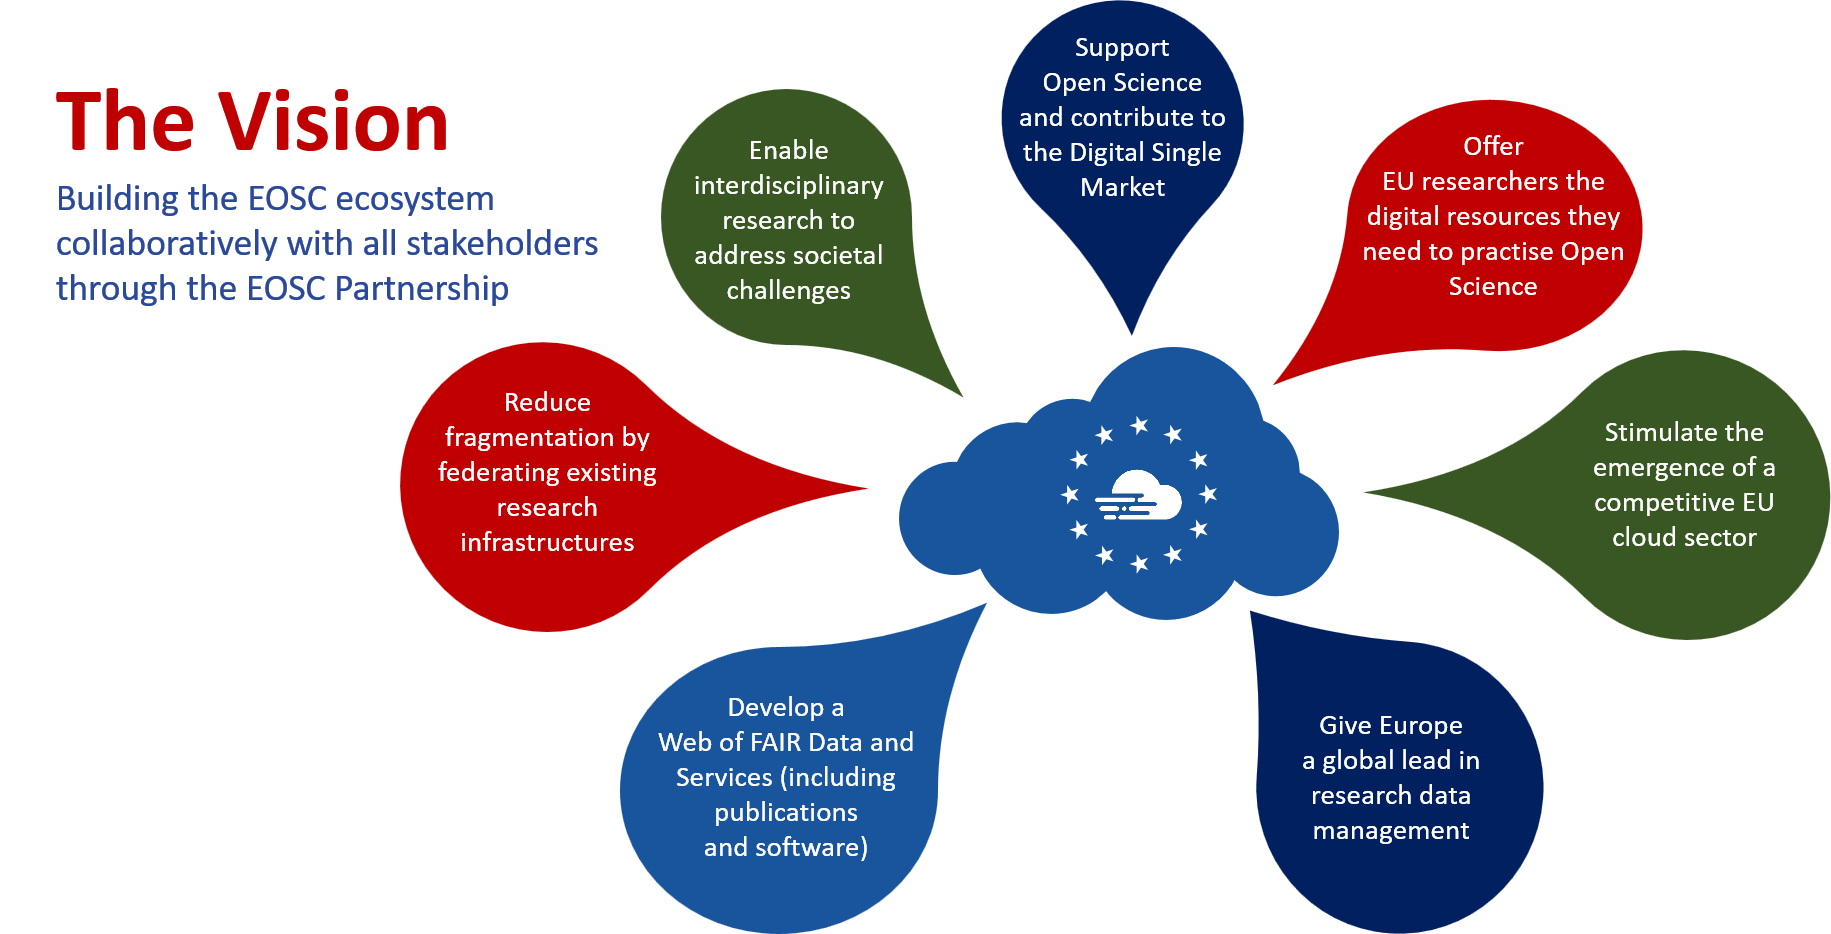 The Vision
Building the EOSC ecosystem
collaboratively with all stakeholders
through the EOSC Partnership
Support
Open Science
and contribute to
the Digital Single
Market
Enable
interdisciplinary
research to
address societal
challenges
Offer
EU researchers the
digital resources they
need to practise Open
Science
Reduce
fragmentation by
federating existing
research
infrastructures
Stimulate the
emergence of a
competitive EU
cloud sector
Develop a
Web of FAIR Data and
Services (including
publications
and software)
Give Europe
a global lead in
research data
management